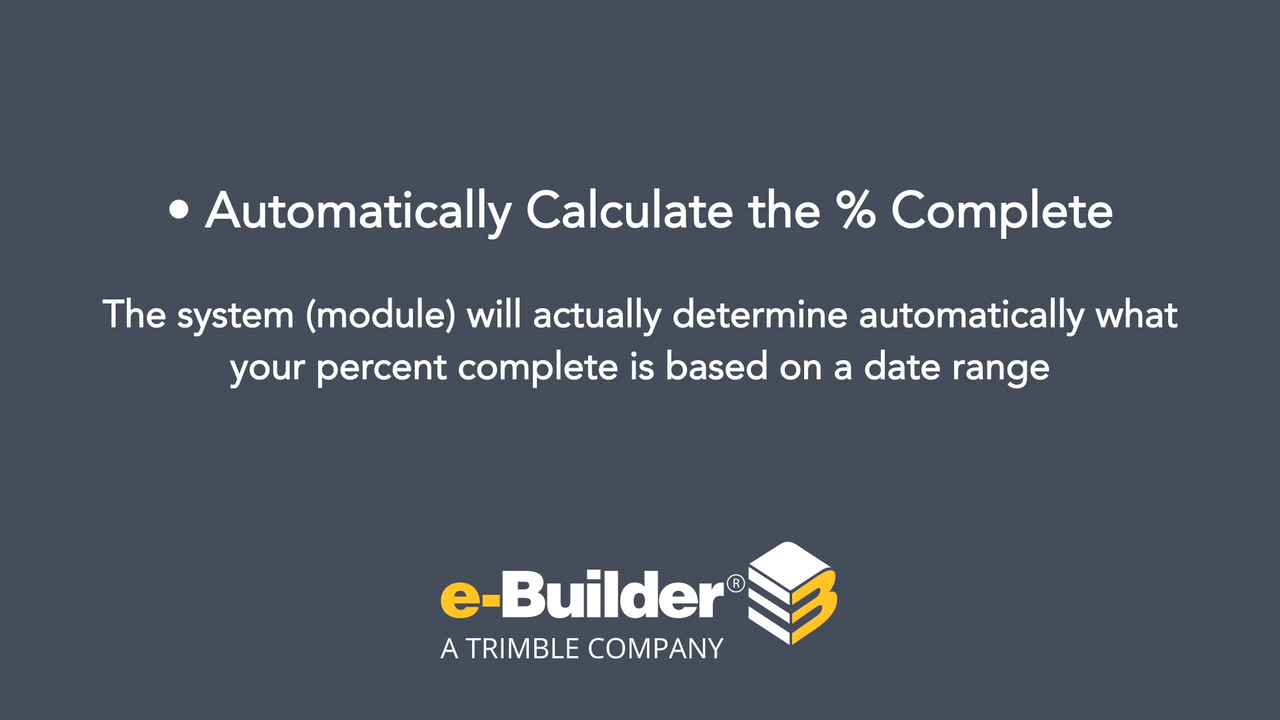 • Automatically Calculate the % Complete
The system (module) will actually determine automatically what
your percent complete is based on a date range
e-Builder®
A TRIMBLE COMPANY